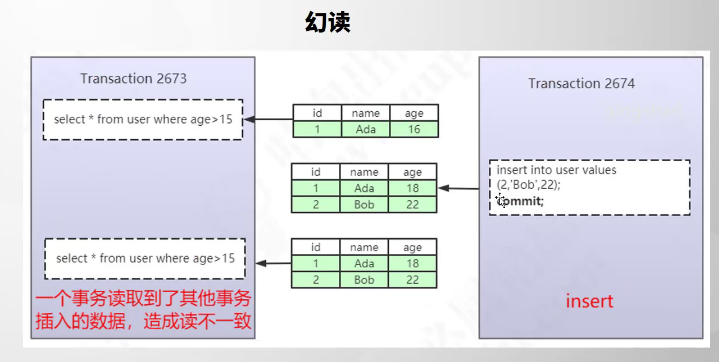 幻读
Transaction 2673
Transaction 2674
select * from user where age>15
id name age
1 Ada 16
id name age
1 Ada 18
2 Bob 22
insert into user values
(2,'Bob',22);
commit;
select * from user where age>15
id name age
1 Ada 18
2 Bob 22
一个事务读取到了其他事务
插入的数据，造成读不一致
insert